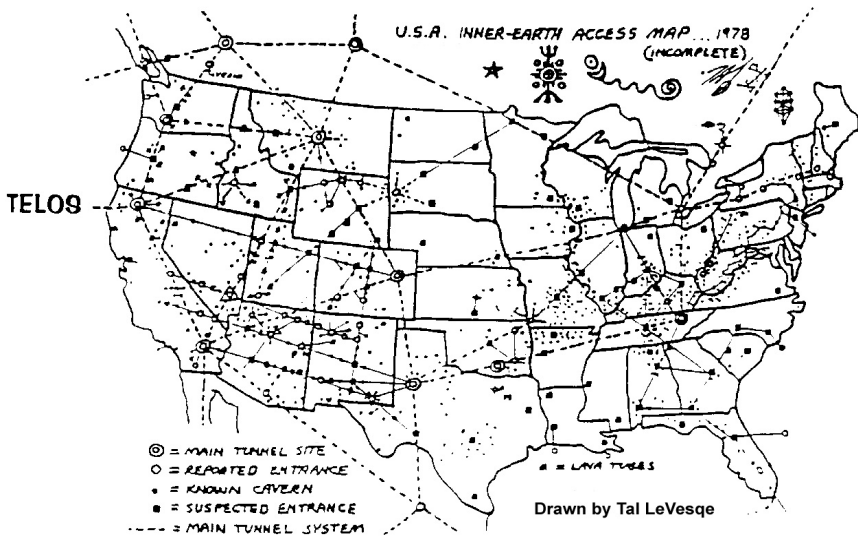 U.S.A. INNER-EARTH ACCESS MAP... 1978
(INCOMPLETE)
TELOS
= MAIN TUNNEL SITE
= REPORTED ENTRANCE
= KNOWN CAVERN
= SUSPECTED ENTRANCE
= MAIN TUNNEL SYSTEM
= LAVA TUBES
Drawn by Tal LeVesqe